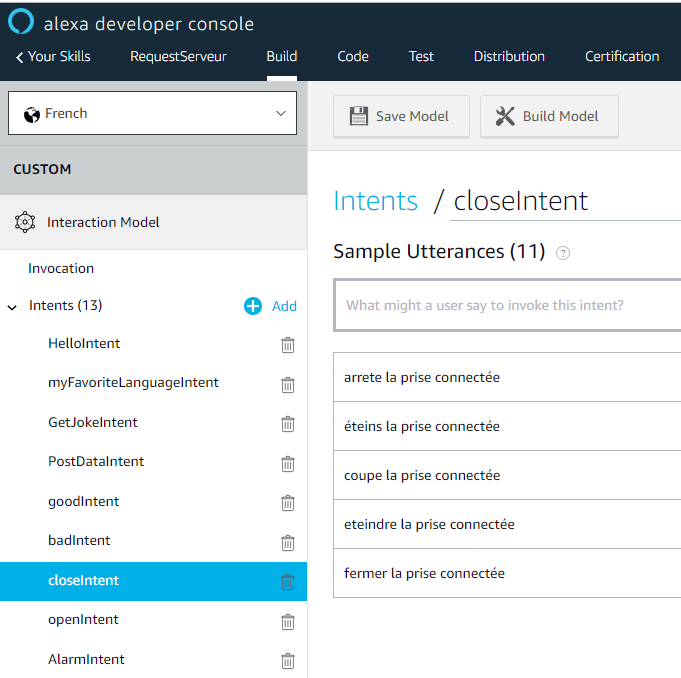 alexa developer console
Your Skills RequestServeur Build Code Test Distribution Certification
French
Save Model Build Model
CUSTOM
Interaction Model
Intents / closeIntent
Sample Utterances (11) ?
Invocation
Intents (13) Add
What might a user say to invoke this intent?
HelloIntent
myFavoriteLanguageIntent
GetJokeIntent
PostDataIntent
goodIntent
badIntent
closeIntent
openIntent
AlarmIntent
arrete la prise connectée
éteins la prise connectée
coupe la prise connectée
eteindre la prise connectée
fermer la prise connectée